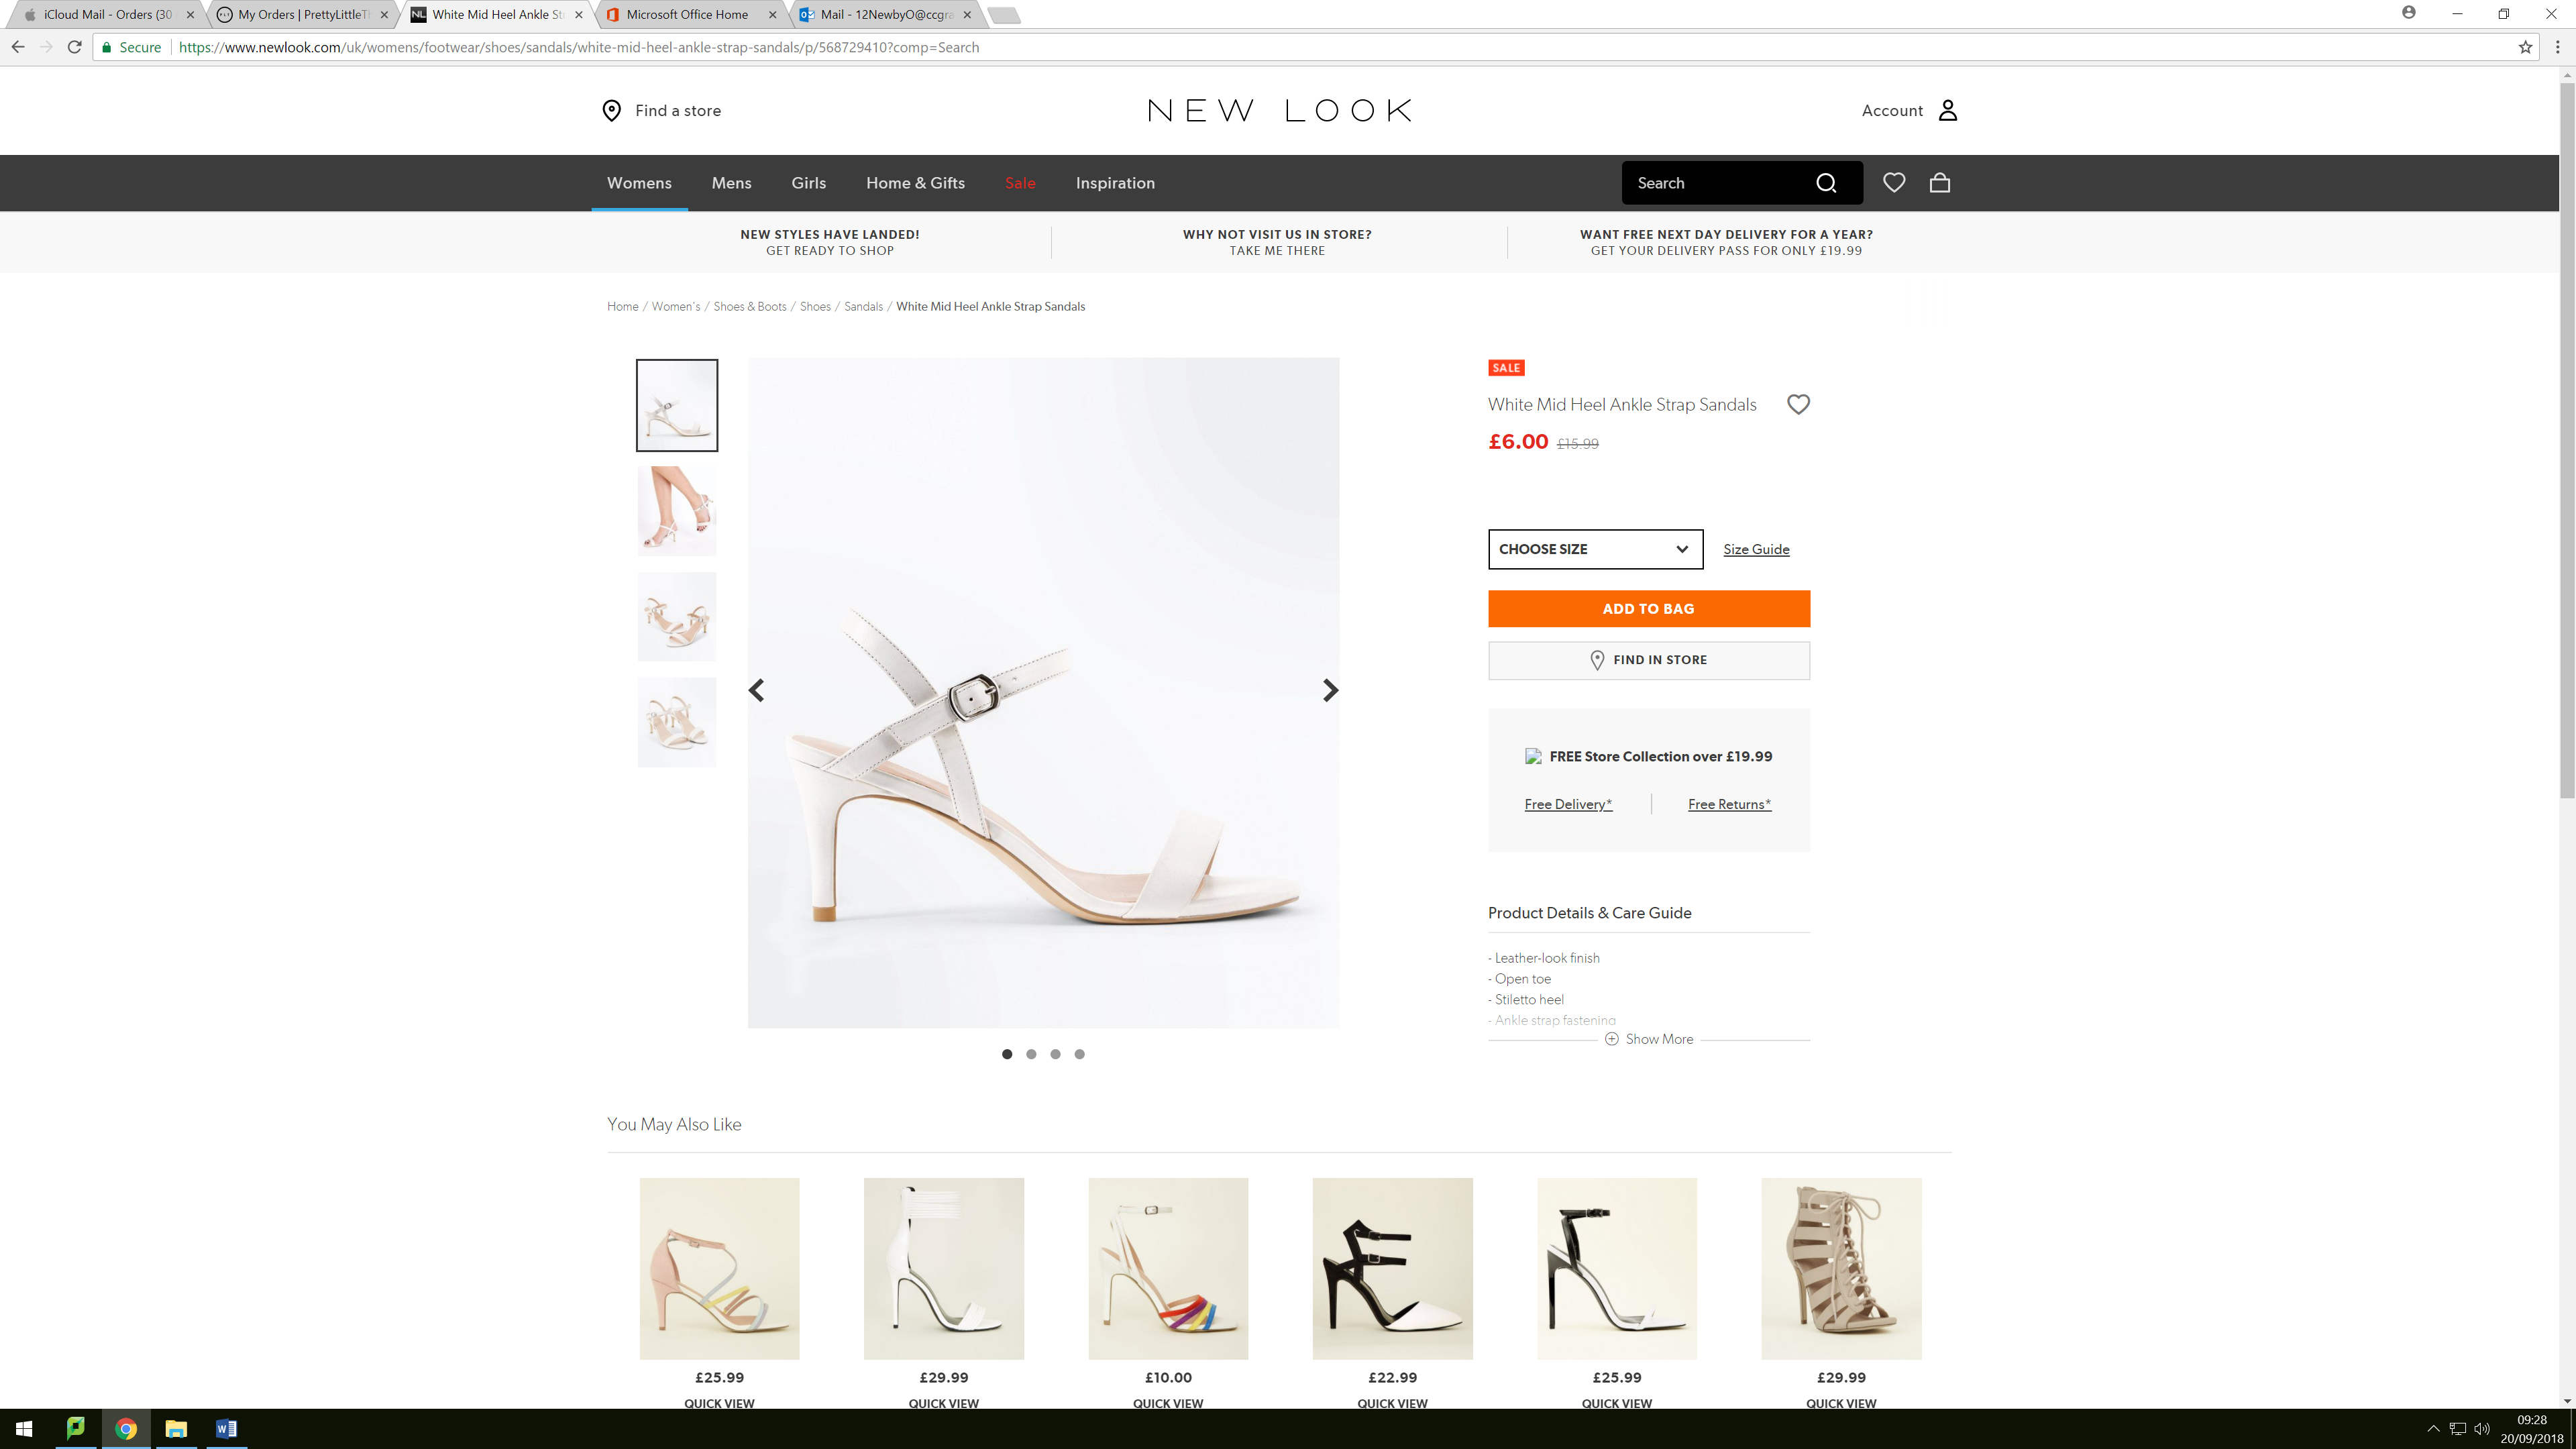 iCloud Mail - Orders (30
My Orders | PrettyLittleT
White Mid Heel Ankle St
Microsoft Office Home
Mail - 12NewbyO@ccgra
Secure
https://www.newlook.com/uk/womens/footwear/shoes/sandals/white-mid-heel-ankle-strap-sandals/p/568729410?comp=Search
Find a store
NEW LOOK
Account
Womens
Mens
Girls
Home & Gifts
Sale
Inspiration
Search
NEW STYLES HAVE LANDED!
GET READY TO SHOP
WHY NOT VISIT US IN STORE?
TAKE ME THERE
WANT FREE NEXT DAY DELIVERY FOR A YEAR?
GET YOUR DELIVERY PASS FOR ONLY £19.99
Home / Women's / Shoes & Boots / Shoes / Sandals / White Mid Heel Ankle Strap Sandals
SALE
White Mid Heel Ankle Strap Sandals
£6.00 £15.99
CHOOSE SIZE
Size Guide
ADD TO BAG
FIND IN STORE
FREE Store Collection over £19.99
Free Delivery*
Free Returns*
Product Details & Care Guide
- Leather-look finish
- Open toe
- Stiletto heel
- Ankle strap fastening
Show More
You May Also Like
£25.99
£29.99
£10.00
£22.99
£25.99
£29.99
QUICK VIEW
QUICK VIEW
QUICK VIEW
QUICK VIEW
QUICK VIEW
QUICK VIEW
09:28
20/09/2018